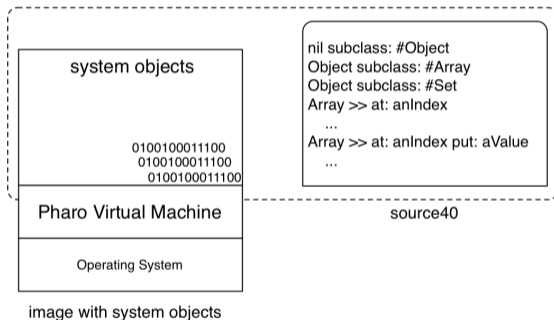 system objects
0100100011100
0100100011100
0100100011100
Pharo Virtual Machine
Operating System
image with system objects
nil subclass: #Object
Object subclass: #Array
Object subclass: #Set
Array >> at: anIndex
...
Array >> at: anIndex put: aValue
...
source40